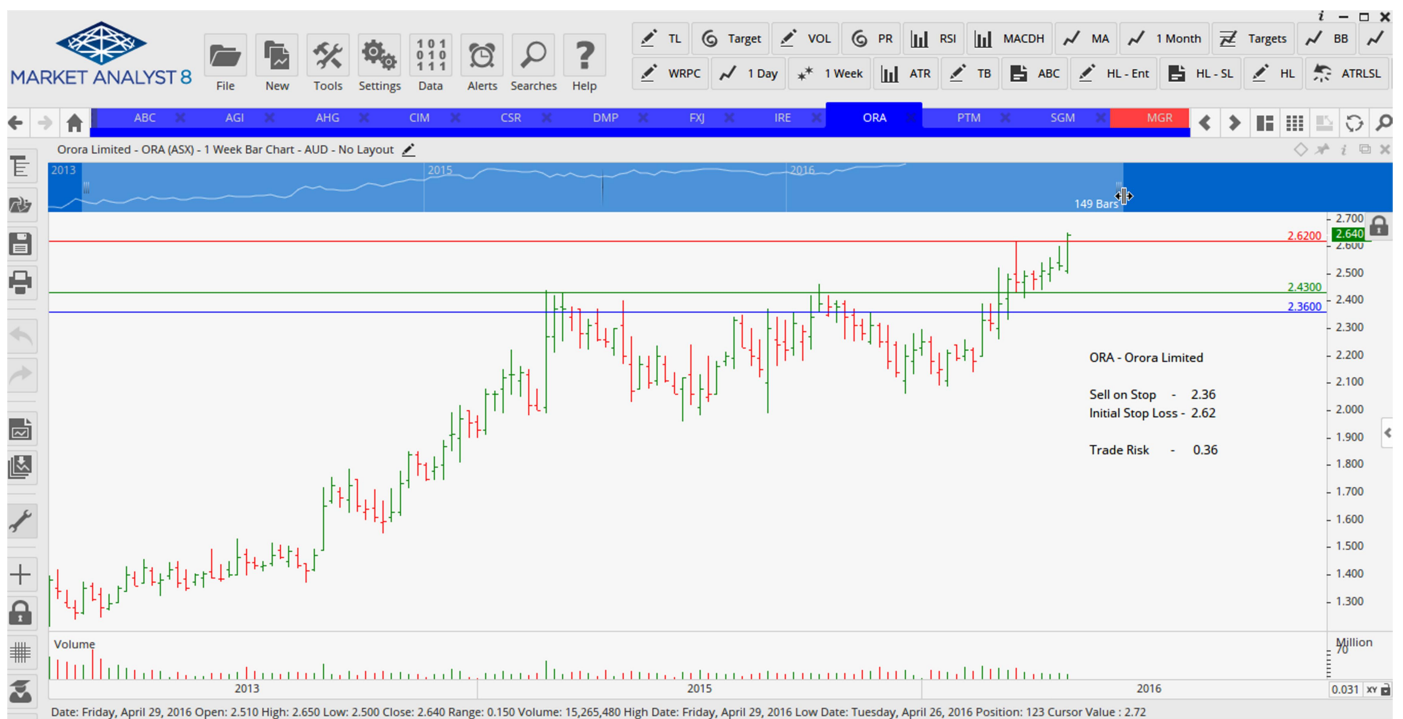 MARKET ANALYST 8
File
New
Tools
Settings
101
010
111
Data
Alerts
Searches
?
Help
TL
Target
VOL
PR
RSI
MACDH
MA
1 Month
Targets
BB
WRPC
1 Day
1 Week
ATR
TB
ABC
HL - Ent
HL - SL
HL
ATRLSL
ABC
AGI
AHG
CIM
CSR
DMP
FXJ
IRE
ORA
PTM
SGM
MGR
Orora Limited - ORA (ASX) - 1 Week Bar Chart - AUD - No Layout
2013
2015
2016
149 Bars
2.6200
2.4300
2.3600
2.700
2.640
2.600
2.500
2.400
2.300
2.200
2.100
2.000
1.900
1.800
1.700
1.600
1.500
1.400
1.300
ORA - Orora Limited
Sell on Stop - 2.36
Initial Stop Loss - 2.62
Trade Risk - 0.36
Volume
Million
70
2013
2015
2016
0.031 XY
Date: Friday, April 29, 2016 Open: 2.510 High: 2.650 Low: 2.500 Close: 2.640 Range: 0.150 Volume: 15,265,480 High Date: Friday, April 29, 2016 Low Date: Tuesday, April 26, 2016 Position: 123 Cursor Value : 2.72